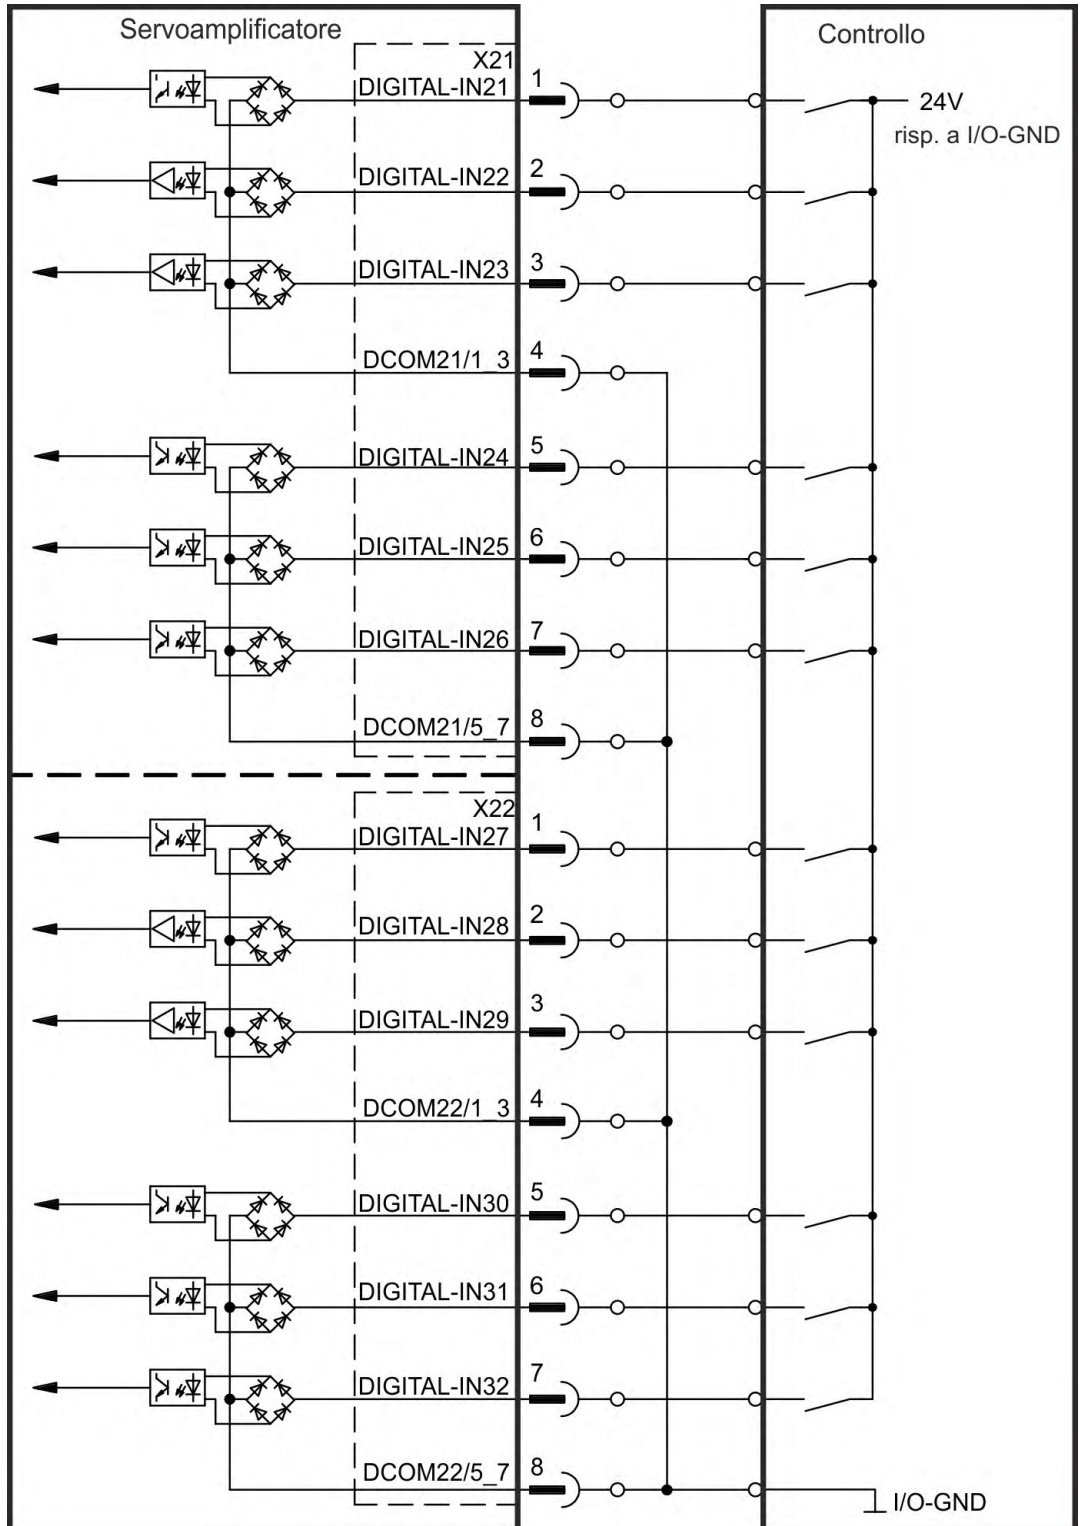 Servoamplificatore
Controllo
X21
DIGITAL-IN21
1
24V
risp. a I/O-GND
DIGITAL-IN22
2
DIGITAL-IN23
3
DCOM21/1_3
4
DIGITAL-IN24
5
DIGITAL-IN25
6
DIGITAL-IN26
7
DCOM21/5_7
8
X22
DIGITAL-IN27
1
DIGITAL-IN28
2
DIGITAL-IN29
3
DCOM22/1_3
4
DIGITAL-IN30
5
DIGITAL-IN31
6
DIGITAL-IN32
7
DCOM22/5_7
8
I/O-GND